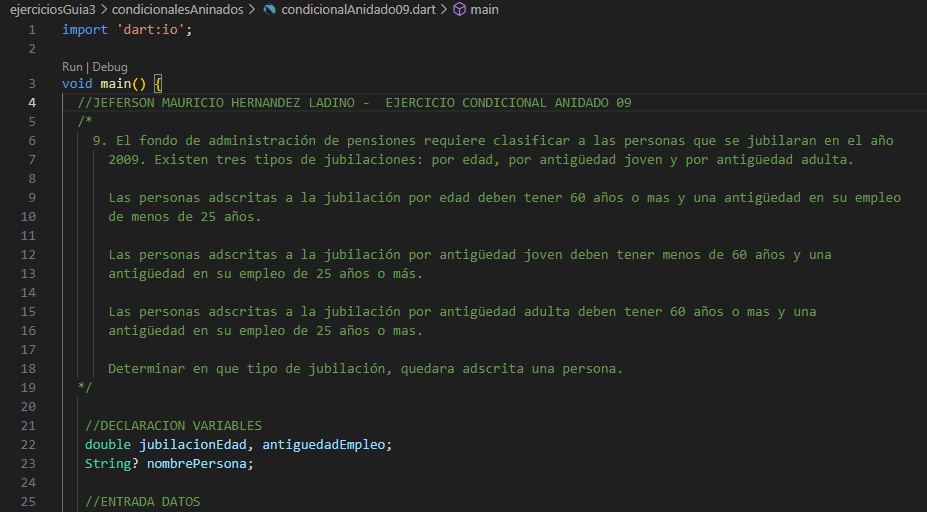 ejerciciosGuia3 > condicionalesAninados > condicionalAnidado09.dart > main
1 import 'dart:io';
2
Run | Debug
3 void main() {
4 //JEFERSON MAURICIO HERNANDEZ LADINO -  EJERCICIO CONDICIONAL ANIDADO 09
5 /*
6 9. El fondo de administración de pensiones requiere clasificar a las personas que se jubilaran en el año
7 2009. Existen tres tipos de jubilaciones: por edad, por antigüedad joven y por antigüedad adulta.
8
9 Las personas adscritas a la jubilación por edad deben tener 60 años o mas y una antigüedad en su empleo
10 de menos de 25 años.
11
12 Las personas adscritas a la jubilación por antigüedad joven deben tener menos de 60 años y una
13 antigüedad en su empleo de 25 años o más.
14
15 Las personas adscritas a la jubilación por antigüedad adulta deben tener 60 años o mas y una
16 antigüedad en su empleo de 25 años o mas.
17
18 Determinar en que tipo de jubilación, quedara adscrita una persona.
19 */
20
21 //DECLARACION VARIABLES
22 double jubilacionEdad, antiguedadEmpleo;
23 String? nombrePersona;
24
25 //ENTRADA DATOS